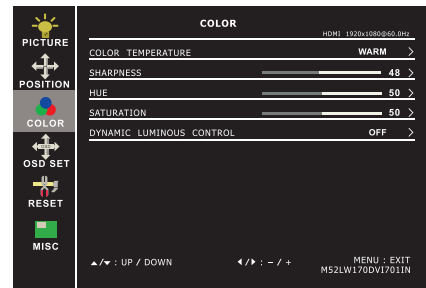 COLOR
HDMI 1920x1080@60.0Hz
PICTURE
POSITION
COLOR
OSD SET
RESET
MISC
COLOR TEMPERATURE WARM >
SHARPNESS 48 >
HUE 50 >
SATURATION 50 >
DYNAMIC LUMINOUS CONTROL OFF >
▲/▼ : UP / DOWN ◀/▶ : – / + MENU : EXIT
M52LW170DVI701IN